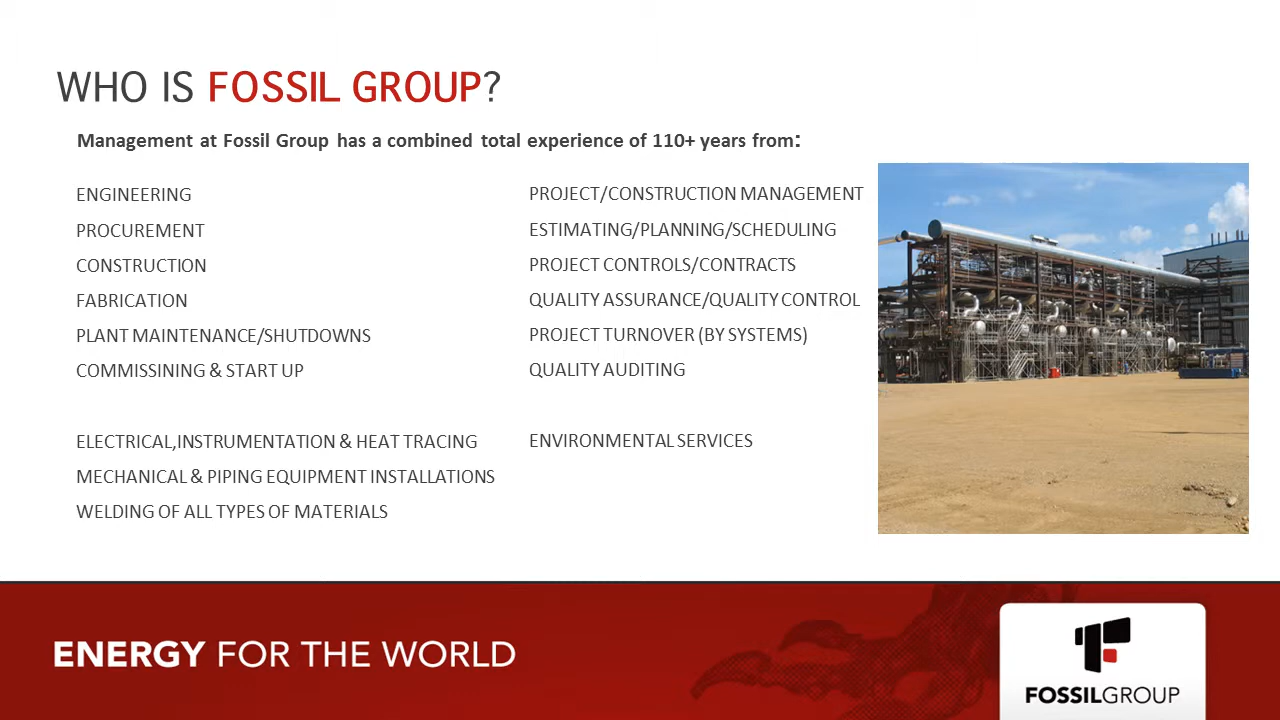 WHO IS FOSSIL GROUP?
Management at Fossil Group has a combined total experience of 110+ years from:
ENGINEERING
PROCUREMENT
CONSTRUCTION
FABRICATION
PLANT MAINTENANCE/SHUTDOWNS
COMMISSINING & START UP
ELECTRICAL,INSTRUMENTATION & HEAT TRACING
MECHANICAL & PIPING EQUIPMENT INSTALLATIONS
WELDING OF ALL TYPES OF MATERIALS
PROJECT/CONSTRUCTION MANAGEMENT
ESTIMATING/PLANNING/SCHEDULING
PROJECT CONTROLS/CONTRACTS
QUALITY ASSURANCE/QUALITY CONTROL
PROJECT TURNOVER (BY SYSTEMS)
QUALITY AUDITING
ENVIRONMENTAL SERVICES
ENERGY FOR THE WORLD
FOSSILGROUP